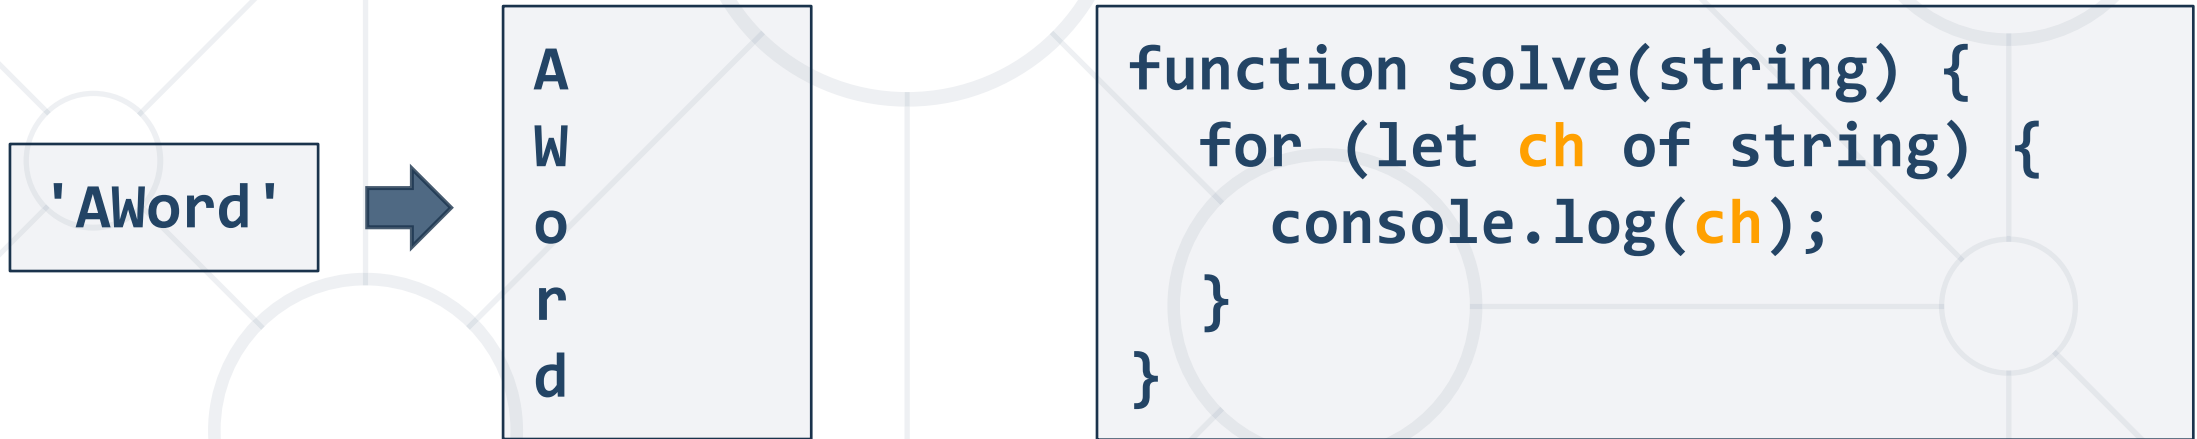 'AWord'
A
W
o
r
d
function solve(string) {
  for (let ch of string) {
    console.log(ch);
  }
}